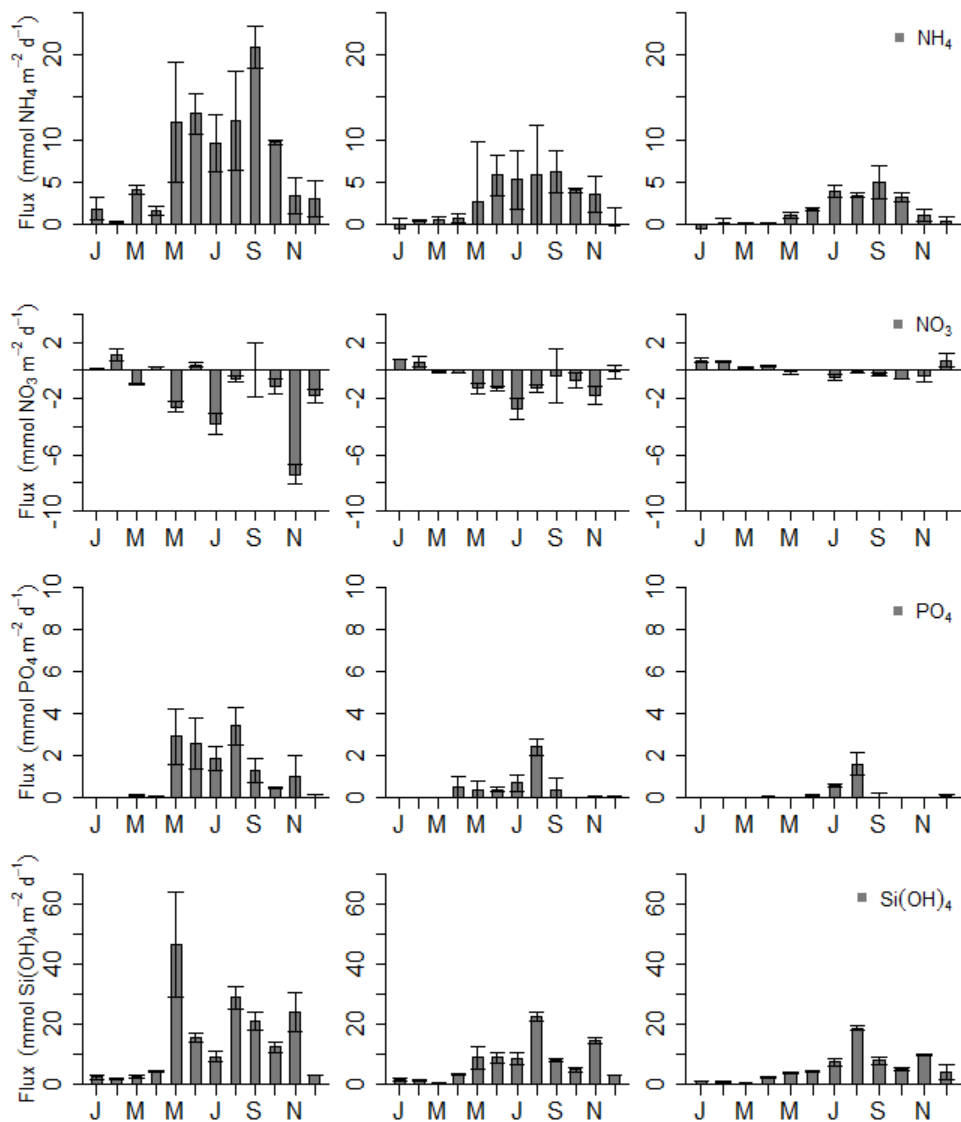 Flux (mmol NH₄ m⁻² d⁻¹)
0 5 10 20
0 5 10 20
0 5 10 20
NH₄
J M M J S N
J M M J S N
J M M J S N
Flux (mmol NO₃ m⁻² d⁻¹)
-10 -6 -2 2
-10 -6 -2 2
-10 -6 -2 2
NO₃
J M M J S N
J M M J S N
J M M J S N
Flux (mmol PO₄ m⁻² d⁻¹)
0 2 4 6 8 10
0 2 4 6 8 10
0 2 4 6 8 10
PO₄
J M M J S N
J M M J S N
J M M J S N
Flux (mmol Si(OH)₄ m⁻² d⁻¹)
0 20 40 60
0 20 40 60
0 20 40 60
Si(OH)₄
J M M J S N
J M M J S N
J M M J S N